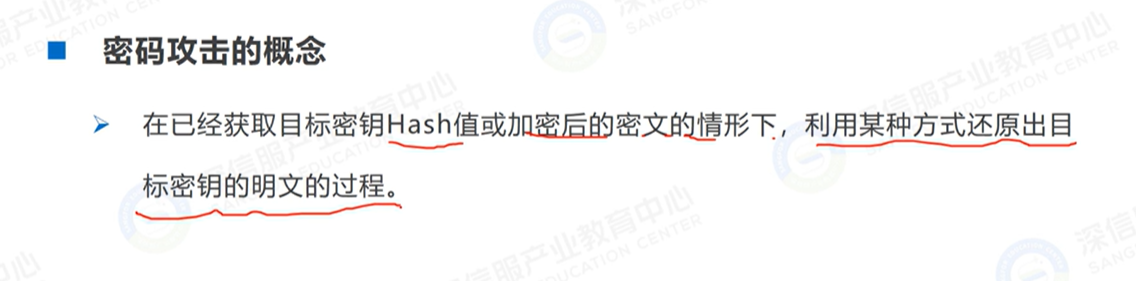 密码攻击的概念
在已经获取目标密钥Hash值或加密后的密文的情形下，利用某种方式还原出目
标密钥的明文的过程。
深信服产业教育中心
SANGFOR EDUCATION CENTER